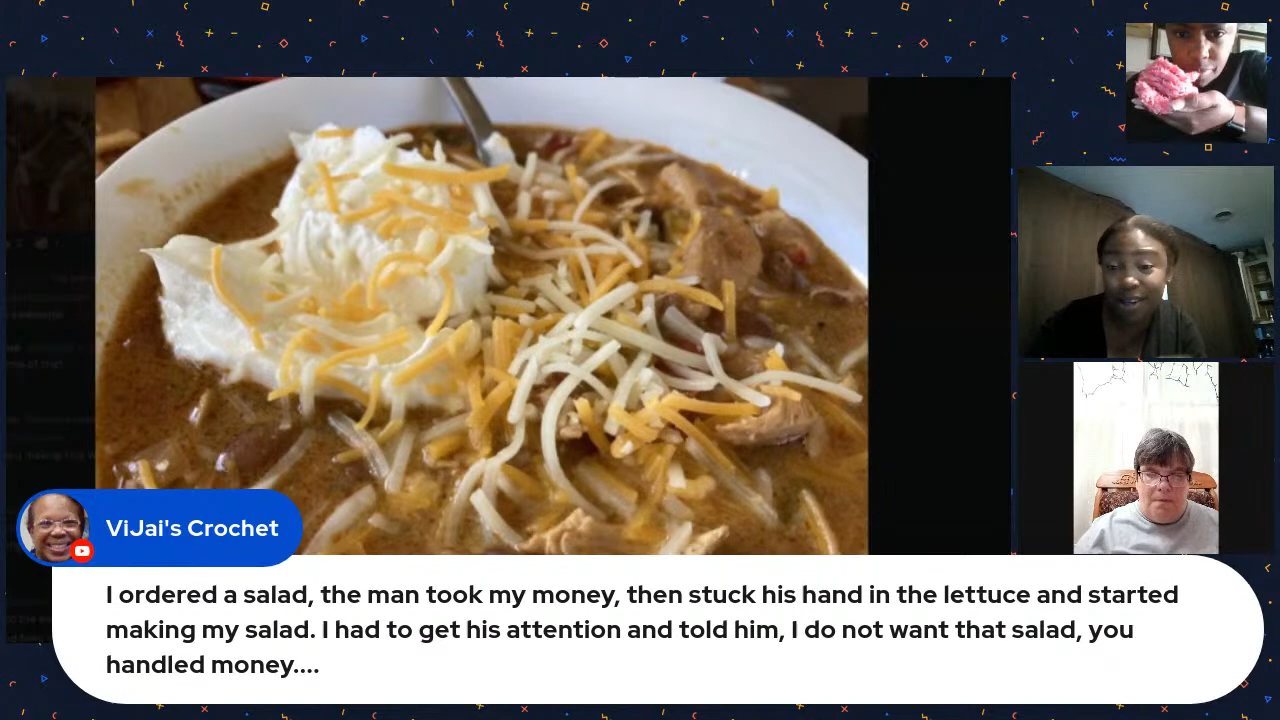 ViJai's Crochet
I ordered a salad, the man took my money, then stuck his hand in the lettuce and started
making my salad. I had to get his attention and told him, I do not want that salad, you
handled money....